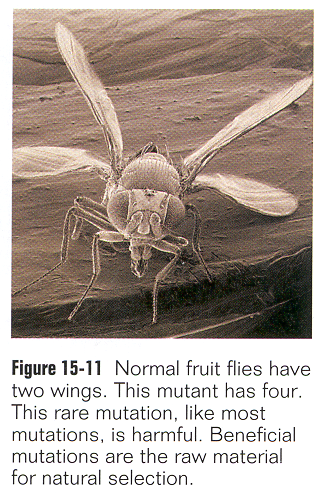 Figure 15-11 Normal fruit flies have
two wings. This mutant has four.
This rare mutation, like most
mutations, is harmful. Beneficial
mutations are the raw material
for natural selection.